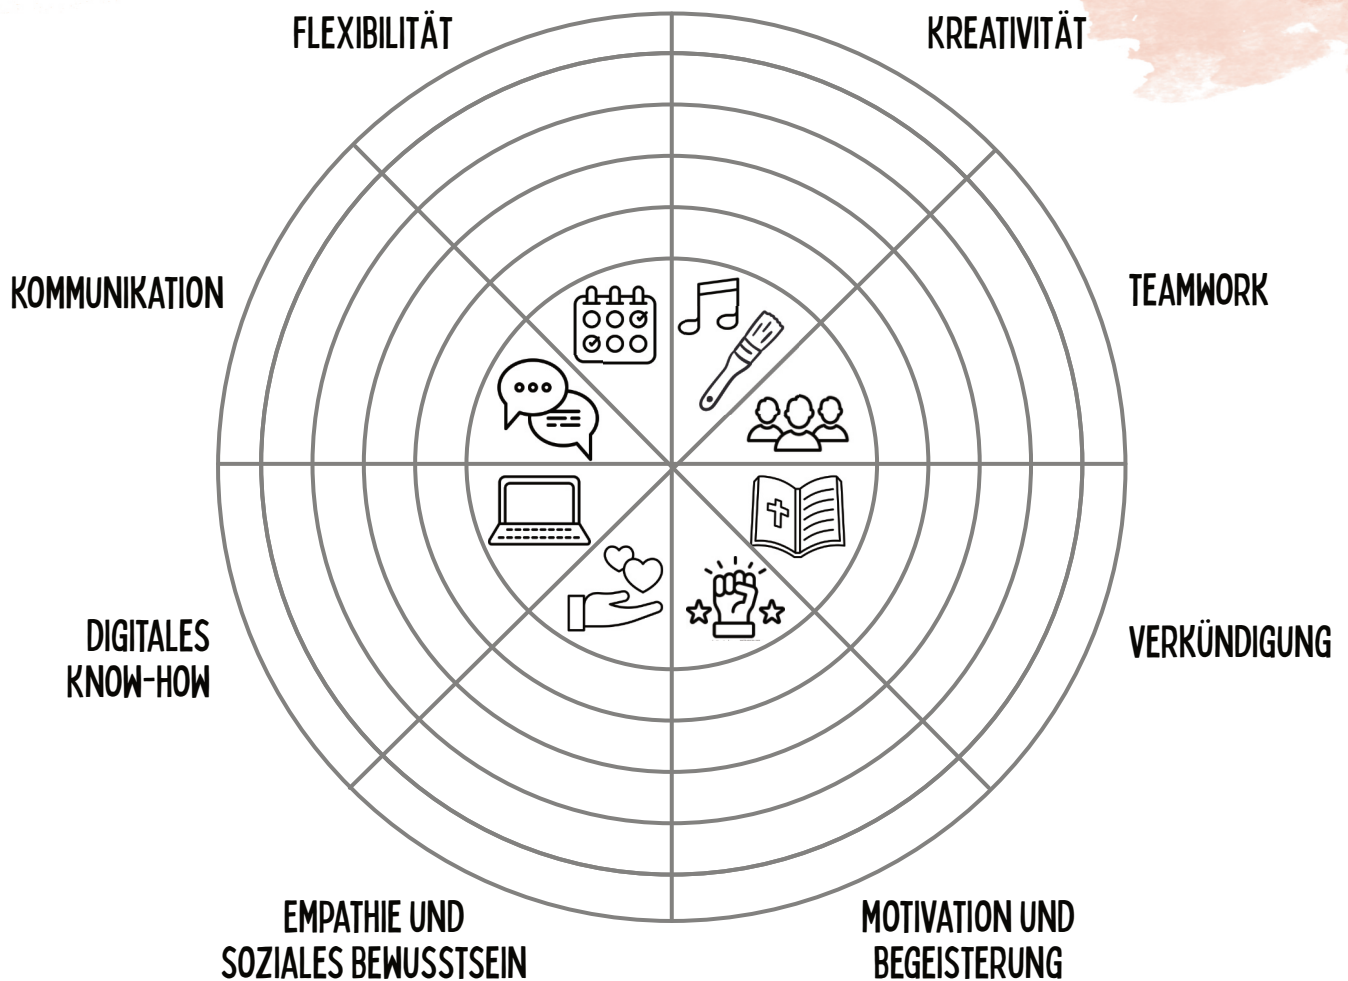 FLEXIBILITÄT
KREATIVITÄT
KOMMUNIKATION
TEAMWORK
DIGITALES
KNOW-HOW
VERKÜNDIGUNG
EMPATHIE UND
SOZIALES BEWUSSTSEIN
MOTIVATION UND
BEGEISTERUNG